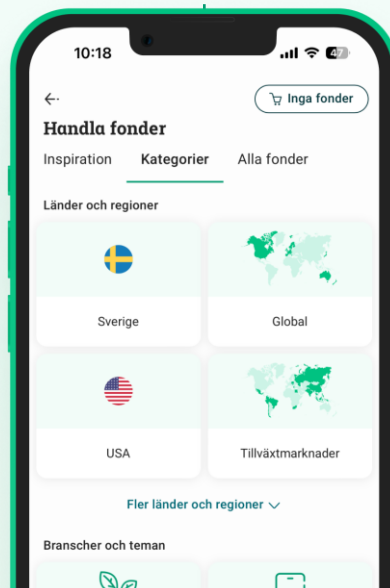 10:18
47
Inga fonder
Handla fonder
Inspiration Kategorier Alla fonder
Länder och regioner
Sverige Global
USA Tillväxtmarknader
Fler länder och regioner
Branscher och teman